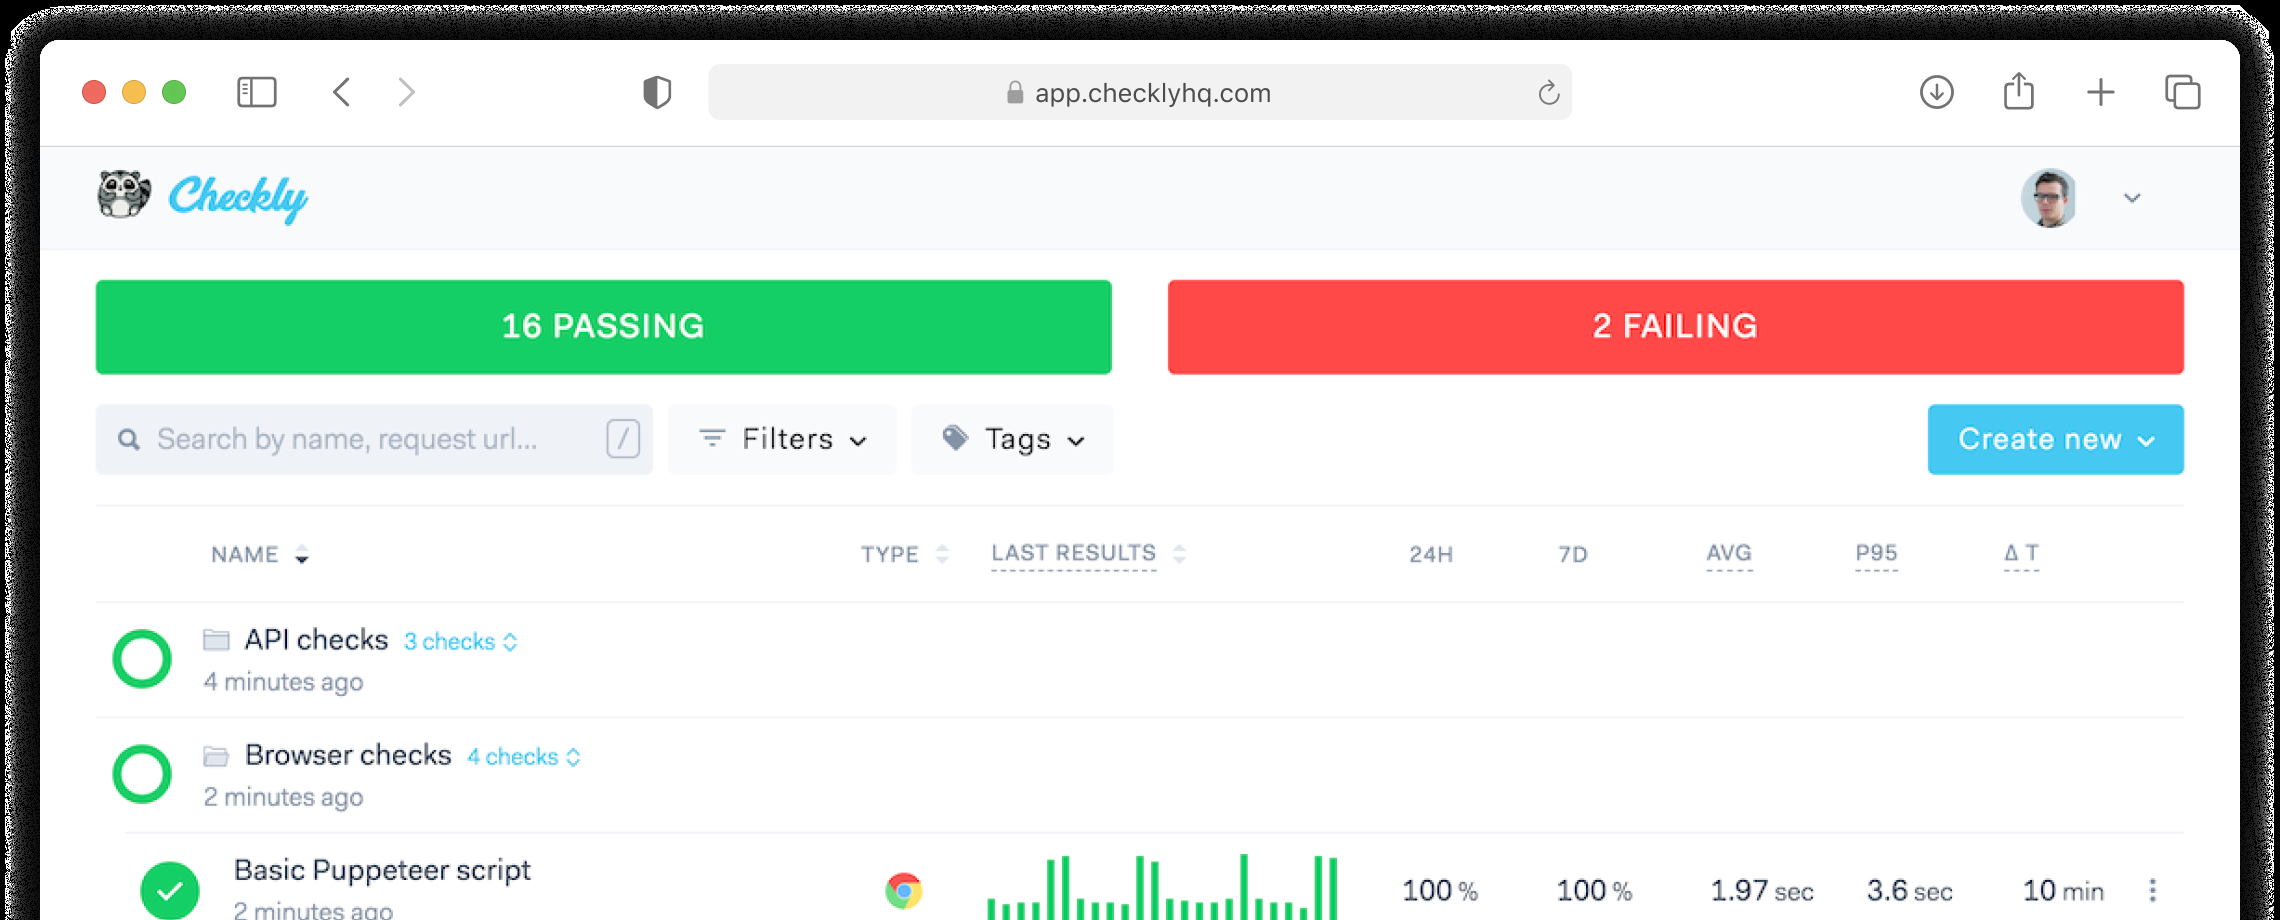 app.checklyhq.com
Checkly
16 PASSING
2 FAILING
Search by name, request url... /
Filters
Tags
Create new
NAME TYPE LAST RESULTS 24H 7D AVG P95 Δ T
API checks 3 checks
4 minutes ago
Browser checks 4 checks
2 minutes ago
Basic Puppeteer script
100 % 100 % 1.97 sec 3.6 sec 10 min
2 minutes ago